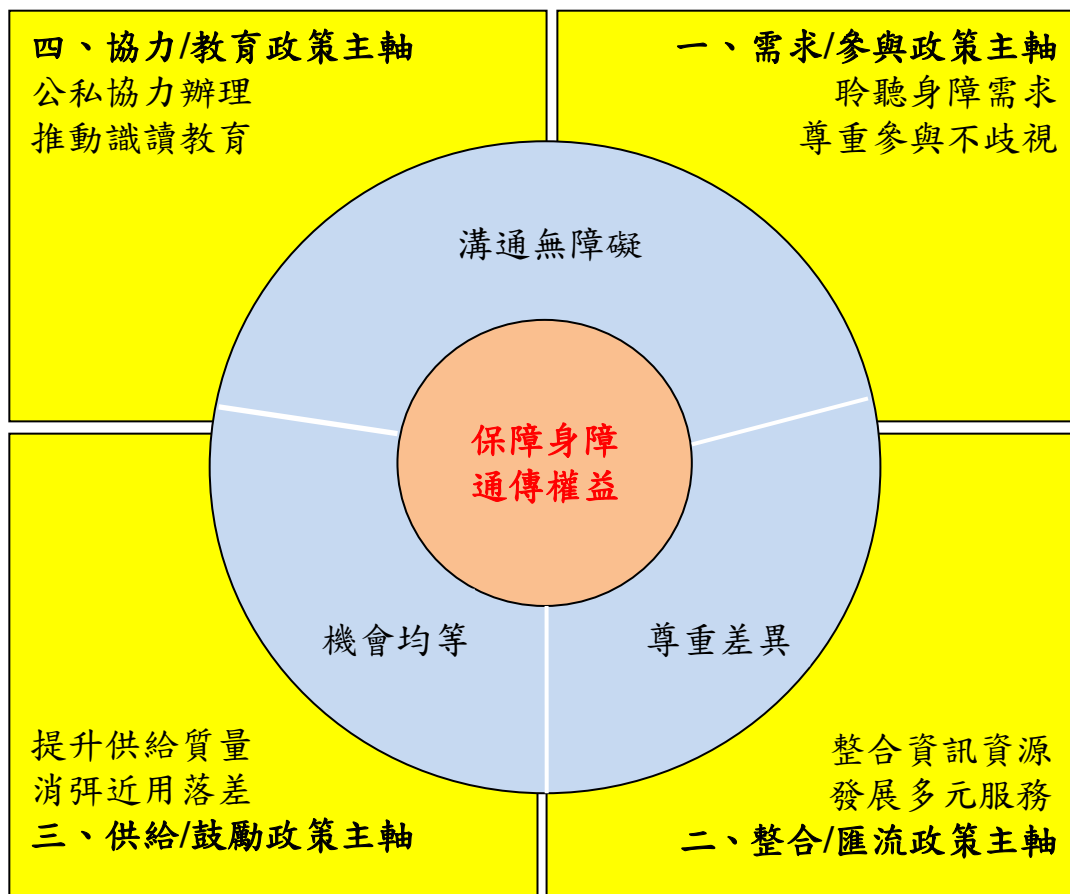 四、協力/教育政策主軸
公私協力辦理
推動識讀教育
一、需求/參與政策主軸
聆聽身障需求
尊重參與不歧視
溝通無障礙
保障身障
通傳權益
機會均等
尊重差異
提升供給質量
消弭近用落差
三、供給/鼓勵政策主軸
整合資訊資源
發展多元服務
二、整合/匯流政策主軸